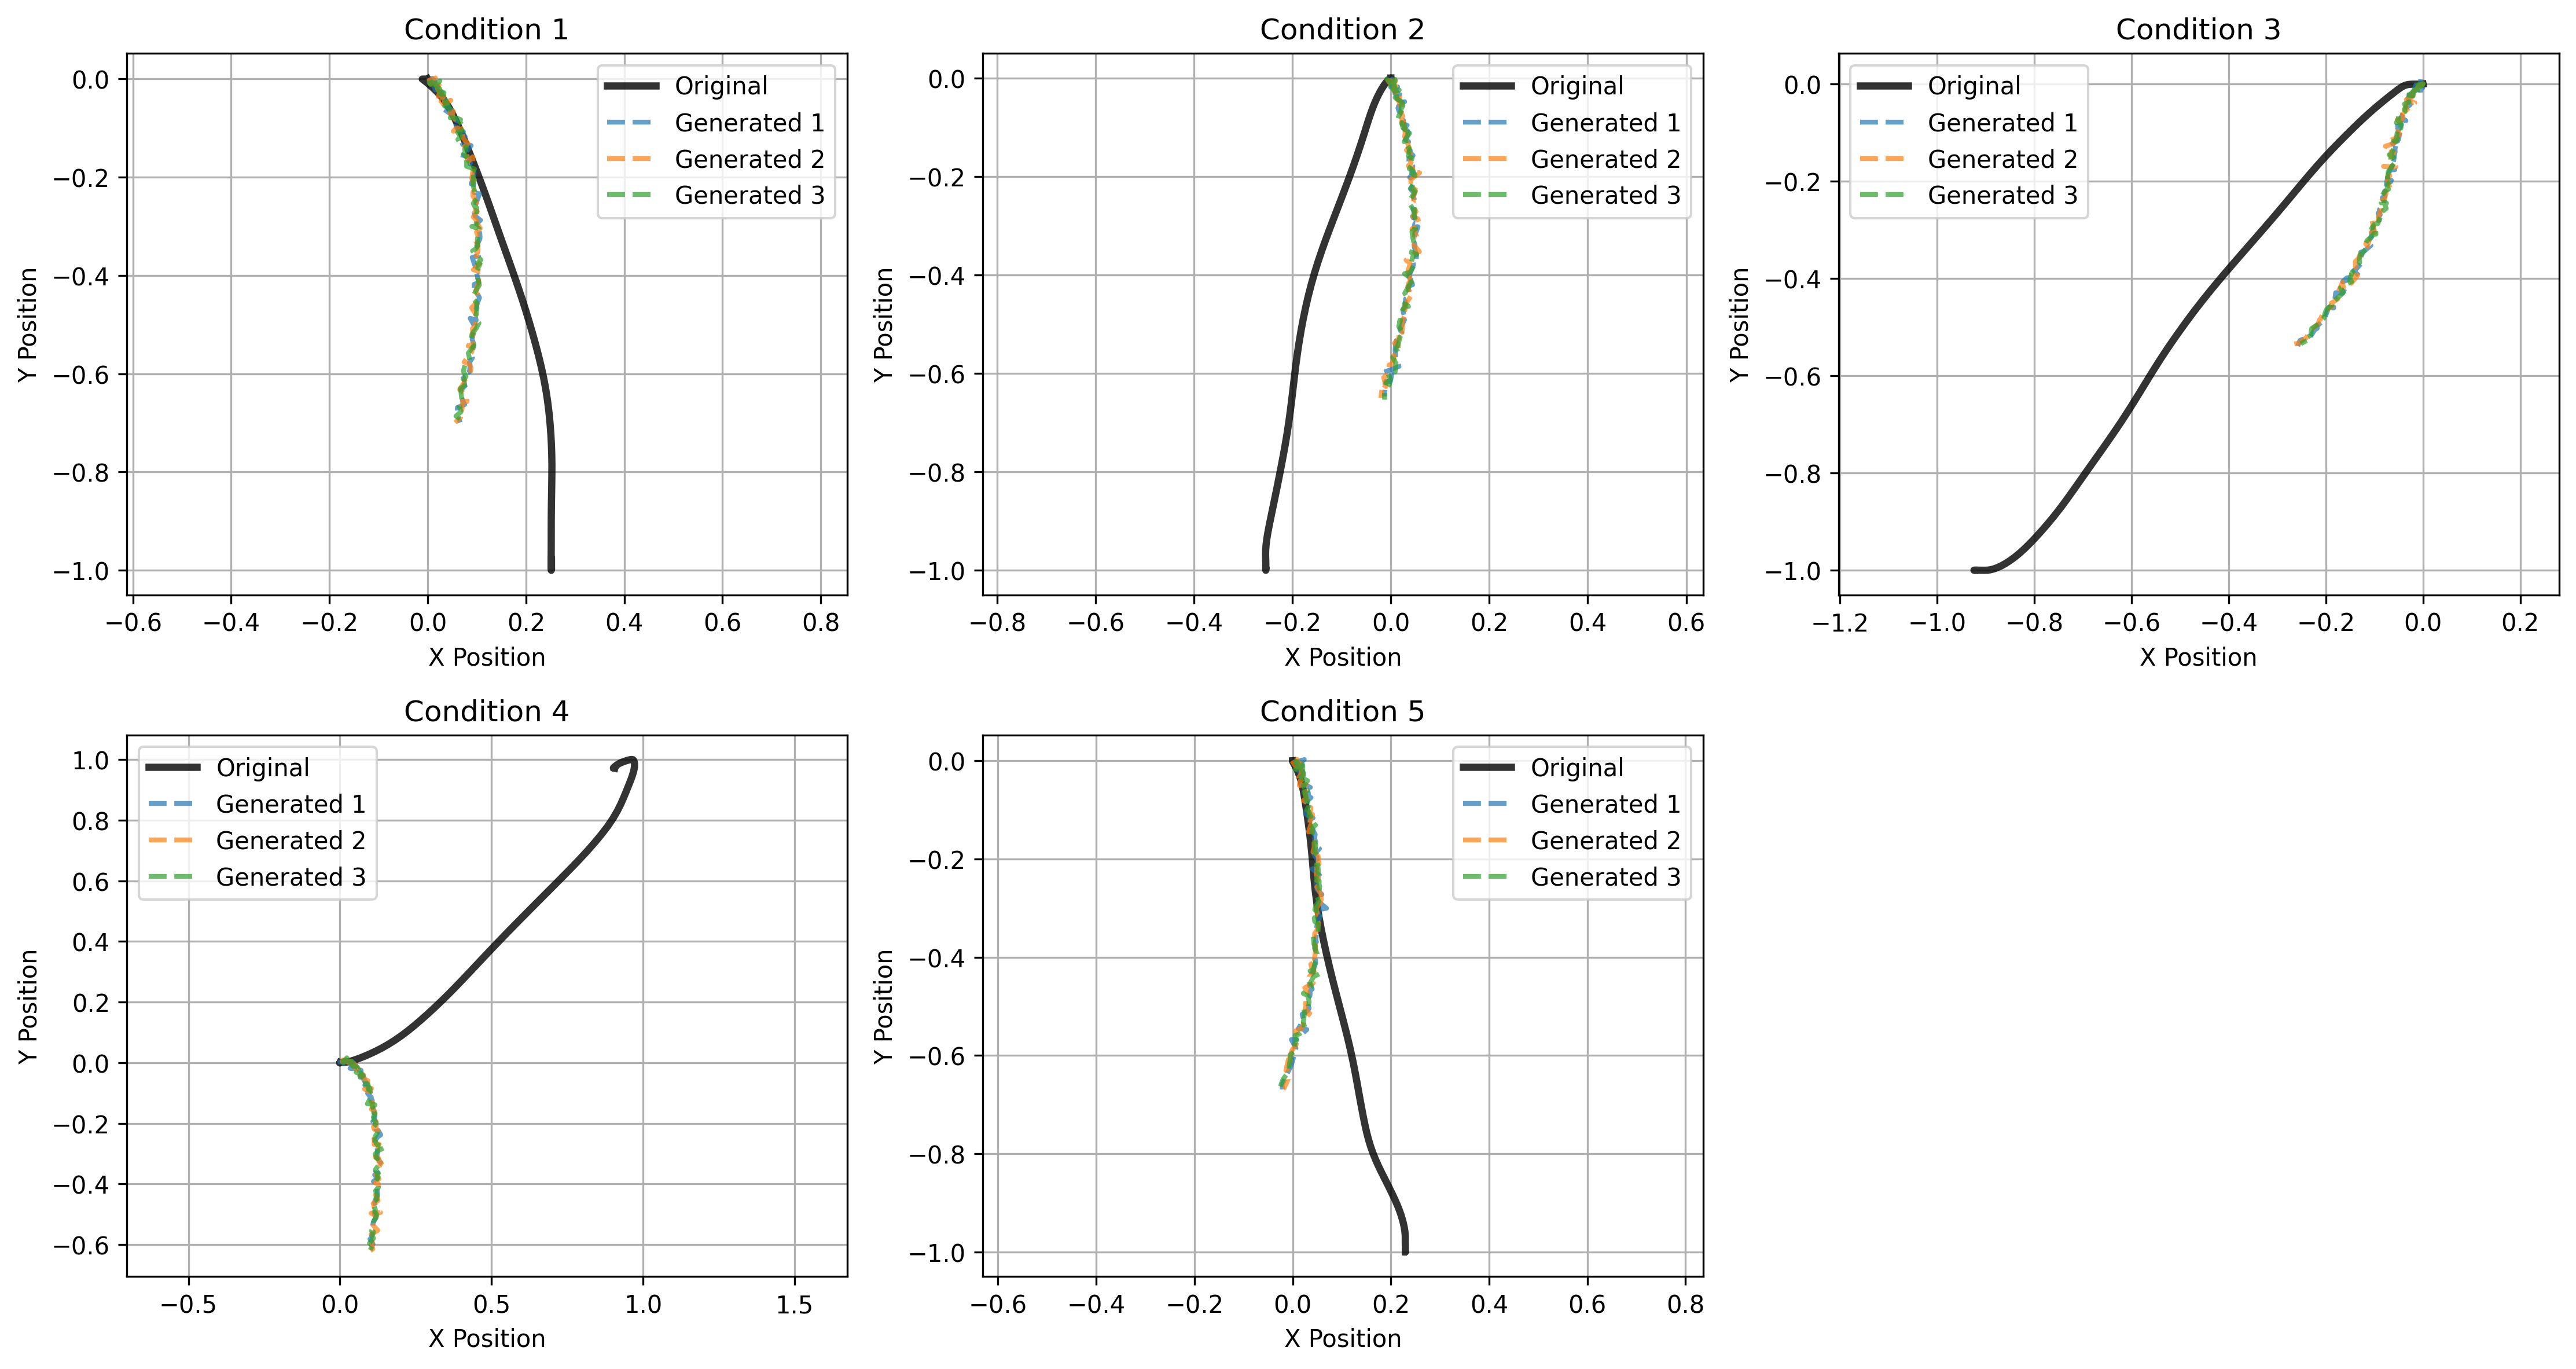 Condition 1
Y Position
0.0
−0.2
−0.4
−0.6
−0.8
−1.0
Original
Generated 1
Generated 2
Generated 3
−0.6 −0.4 −0.2 0.0 0.2 0.4 0.6 0.8
X Position
Condition 2
Y Position
0.0
−0.2
−0.4
−0.6
−0.8
−1.0
Original
Generated 1
Generated 2
Generated 3
−0.8 −0.6 −0.4 −0.2 0.0 0.2 0.4 0.6
X Position
Condition 3
Y Position
0.0
−0.2
−0.4
−0.6
−0.8
−1.0
Original
Generated 1
Generated 2
Generated 3
−1.2 −1.0 −0.8 −0.6 −0.4 −0.2 0.0 0.2
X Position
Condition 4
Y Position
1.0
0.8
0.6
0.4
0.2
0.0
−0.2
−0.4
−0.6
Original
Generated 1
Generated 2
Generated 3
−0.5 0.0 0.5 1.0 1.5
X Position
Condition 5
Y Position
0.0
−0.2
−0.4
−0.6
−0.8
−1.0
Original
Generated 1
Generated 2
Generated 3
−0.6 −0.4 −0.2 0.0 0.2 0.4 0.6 0.8
X Position